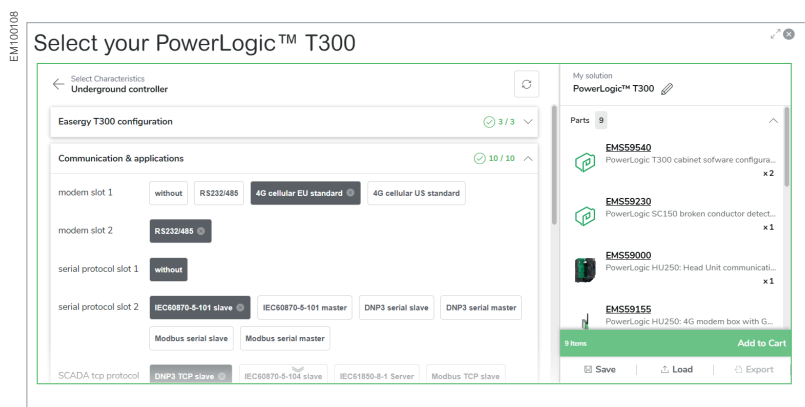 EM100108
Select your PowerLogic™ T300
Select Characteristics
Underground controller
Easergy T300 configuration
3 / 3
Communication & applications
10 / 10
modem slot 1
without
RS232/485
4G cellular EU standard
4G cellular US standard
modem slot 2
RS232/485
serial protocol slot 1
without
serial protocol slot 2
IEC60870-5-101 slave
IEC60870-5-101 master
DNP3 serial slave
DNP3 serial master
Modbus serial slave
Modbus serial master
SCADA tcp protocol
DNP3 TCP slave
IEC60870-5-104 slave
IEC61850-8-1 Server
Modbus TCP slave
My solution
PowerLogic™ T300
Parts 9
EMS59540
PowerLogic T300 cabinet sofware configura...
x 2
EMS59230
PowerLogic SC150 broken conductor detect...
x 1
EMS59000
PowerLogic HU250: Head Unit communicati...
x 1
EMS59155
PowerLogic HU250: 4G modem box with G...
9 Items
Add to Cart
Save
Load
Export